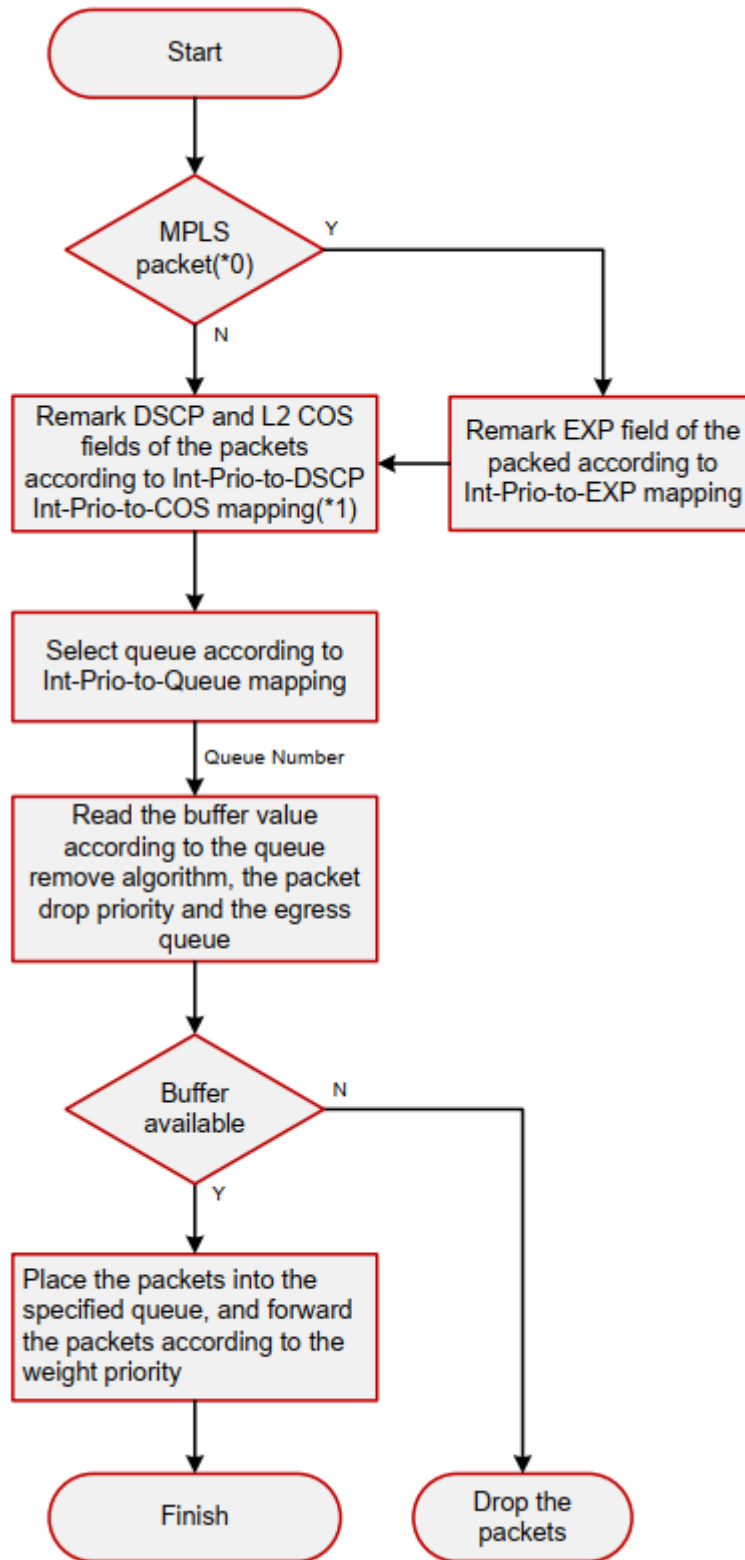 Start
MPLS
packet(*0)
Y
N
Remark DSCP and L2 COS
fields of the packets
according to Int-Prio-to-DSCP
Int-Prio-to-COS mapping(*1)
Remark EXP field of the
packed according to
Int-Prio-to-EXP mapping
Select queue according to
Int-Prio-to-Queue mapping
Queue Number
Read the buffer value
according to the queue
remove algorithm, the packet
drop priority and the egress
queue
Buffer
available
N
Y
Place the packets into the
specified queue, and forward
the packets according to the
weight priority
Finish
Drop the
packets